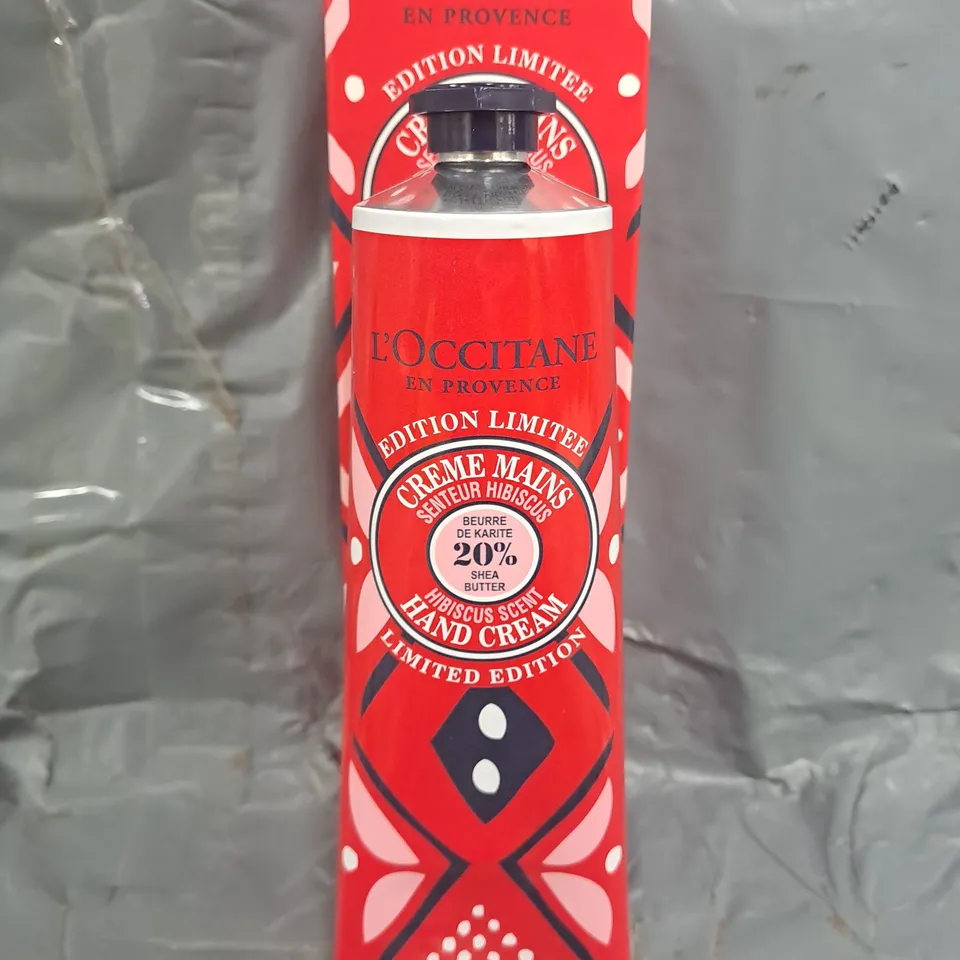 EN PROVENCE
EDITION LIMITEE
L'OCCITANE
EN PROVENCE
EDITION LIMITEE
CREME MAINS
SENTEUR HIBISCUS
BEURRE
DE KARITE
20%
SHEA
BUTTER
HIBISCUS SCENT
HAND CREAM
LIMITED EDITION